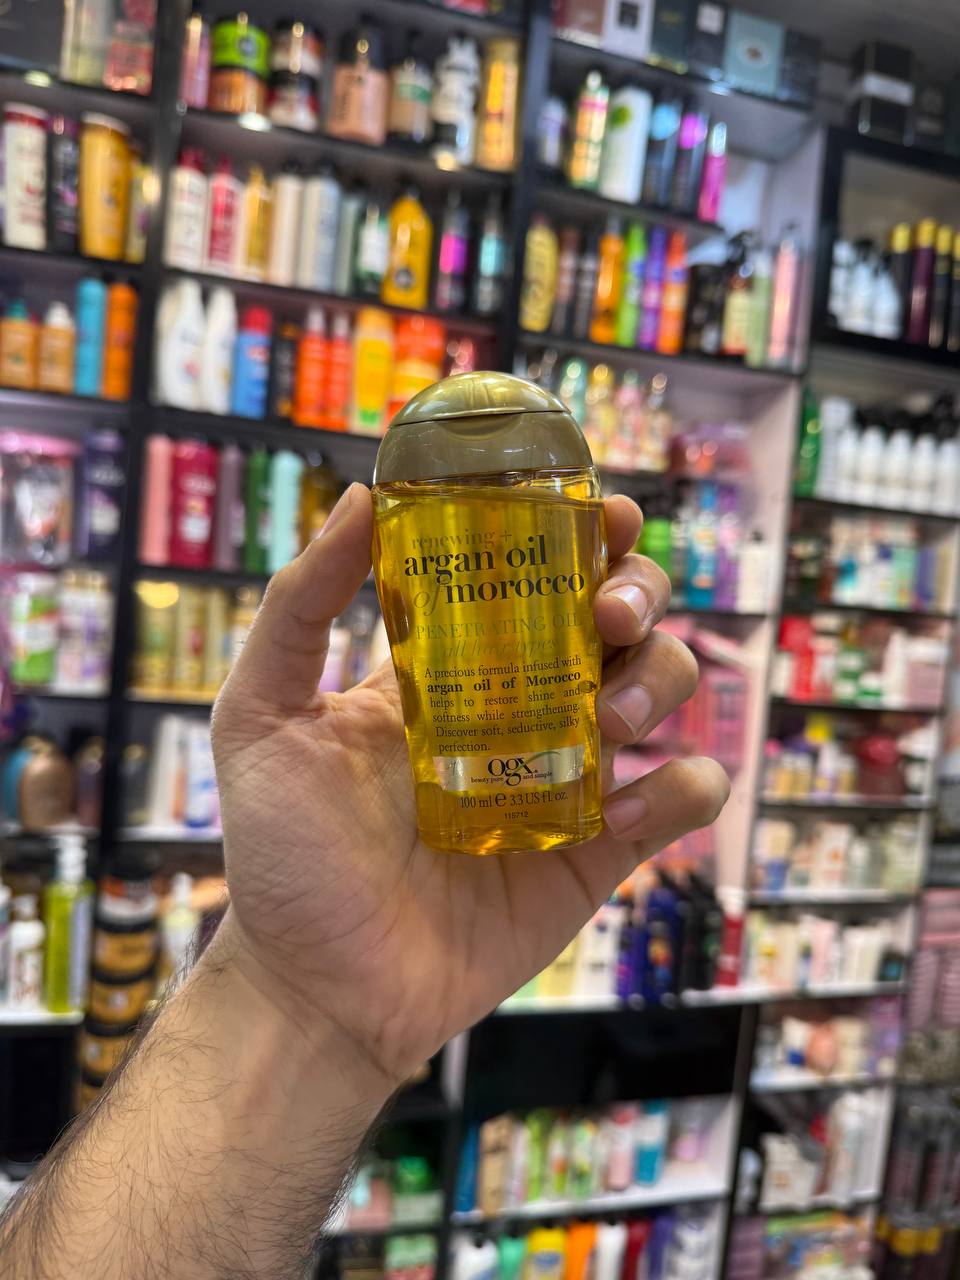 renewing +
argan oil
of morocco
PENETRATING OIL
all hair types
A precious formula infused with
argan oil of Morocco
helps to restore shine and
softness while strengthening.
Discover soft, seductive, silky
perfection.
ogx
beauty pure and simple
100 ml e 3.3 US fl. oz.
115712